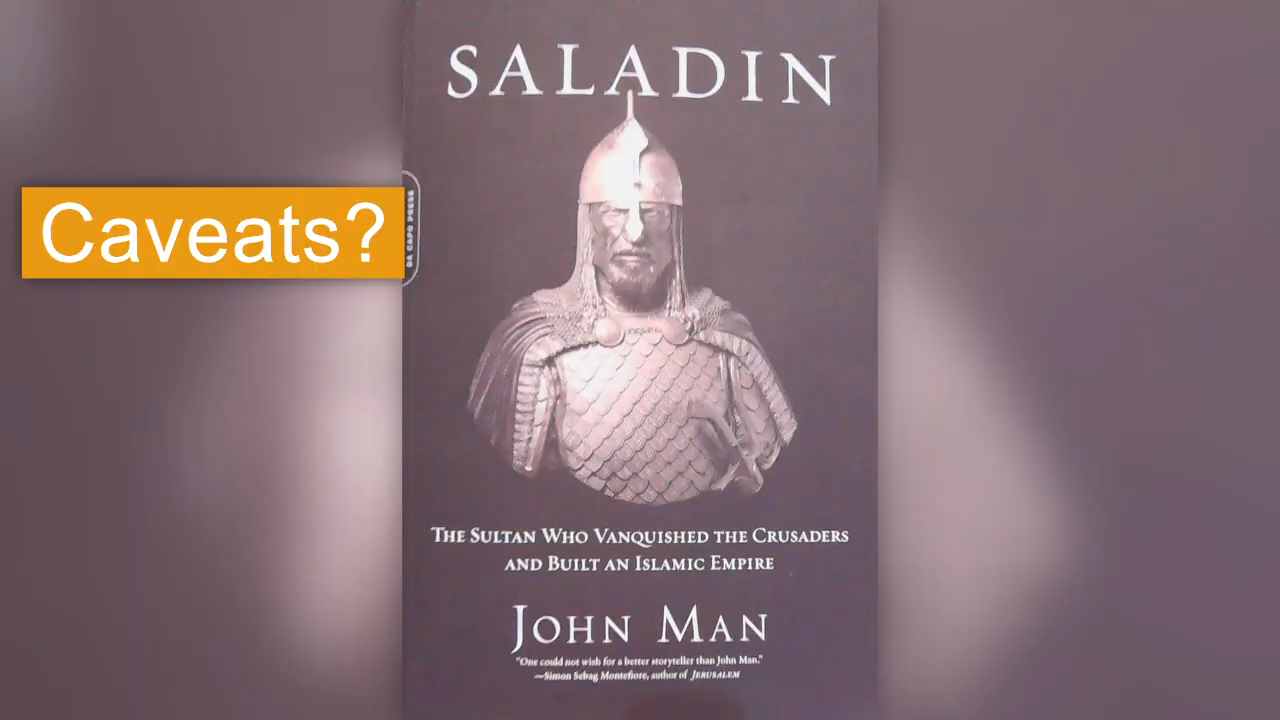 SALADIN
Caveats?
DA CAPO PRESS
THE SULTAN WHO VANQUISHED THE CRUSADERS
AND BUILT AN ISLAMIC EMPIRE
JOHN MAN
"One could not wish for a better storyteller than John Man."
—Simon Sebag Montefiore, author of JERUSALEM